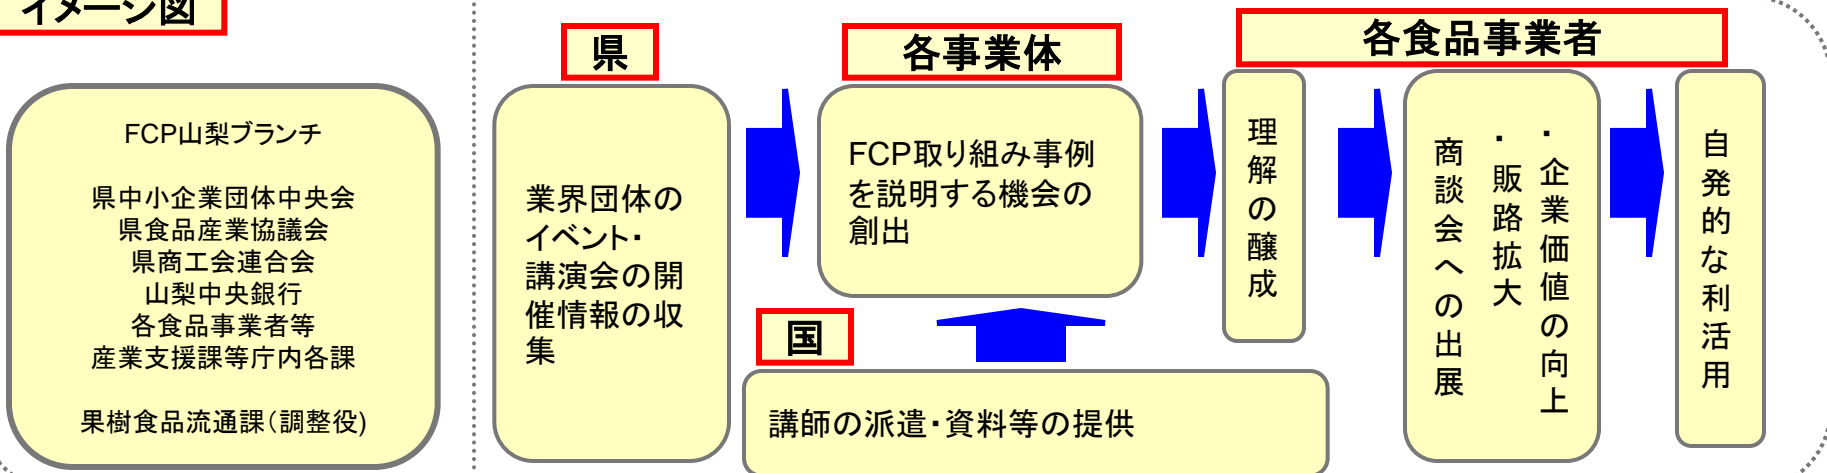 イメージ図
FCP山梨ブランチ
県中小企業団体中央会
県食品産業協議会
県商工会連合会
山梨中央銀行
各食品事業者等
産業支援課等庁内各課
果樹食品流通課（調整役)
県
業界団体の
イベント・
講演会の開
催情報の収
集
各事業体
FCP取り組み事例
を説明する機会の
創出
国
講師の派遣・資料等の提供
各食品事業者
理解の醸成
・企業価値の向上
・販路拡大
商談会への出展
自発的な利活用